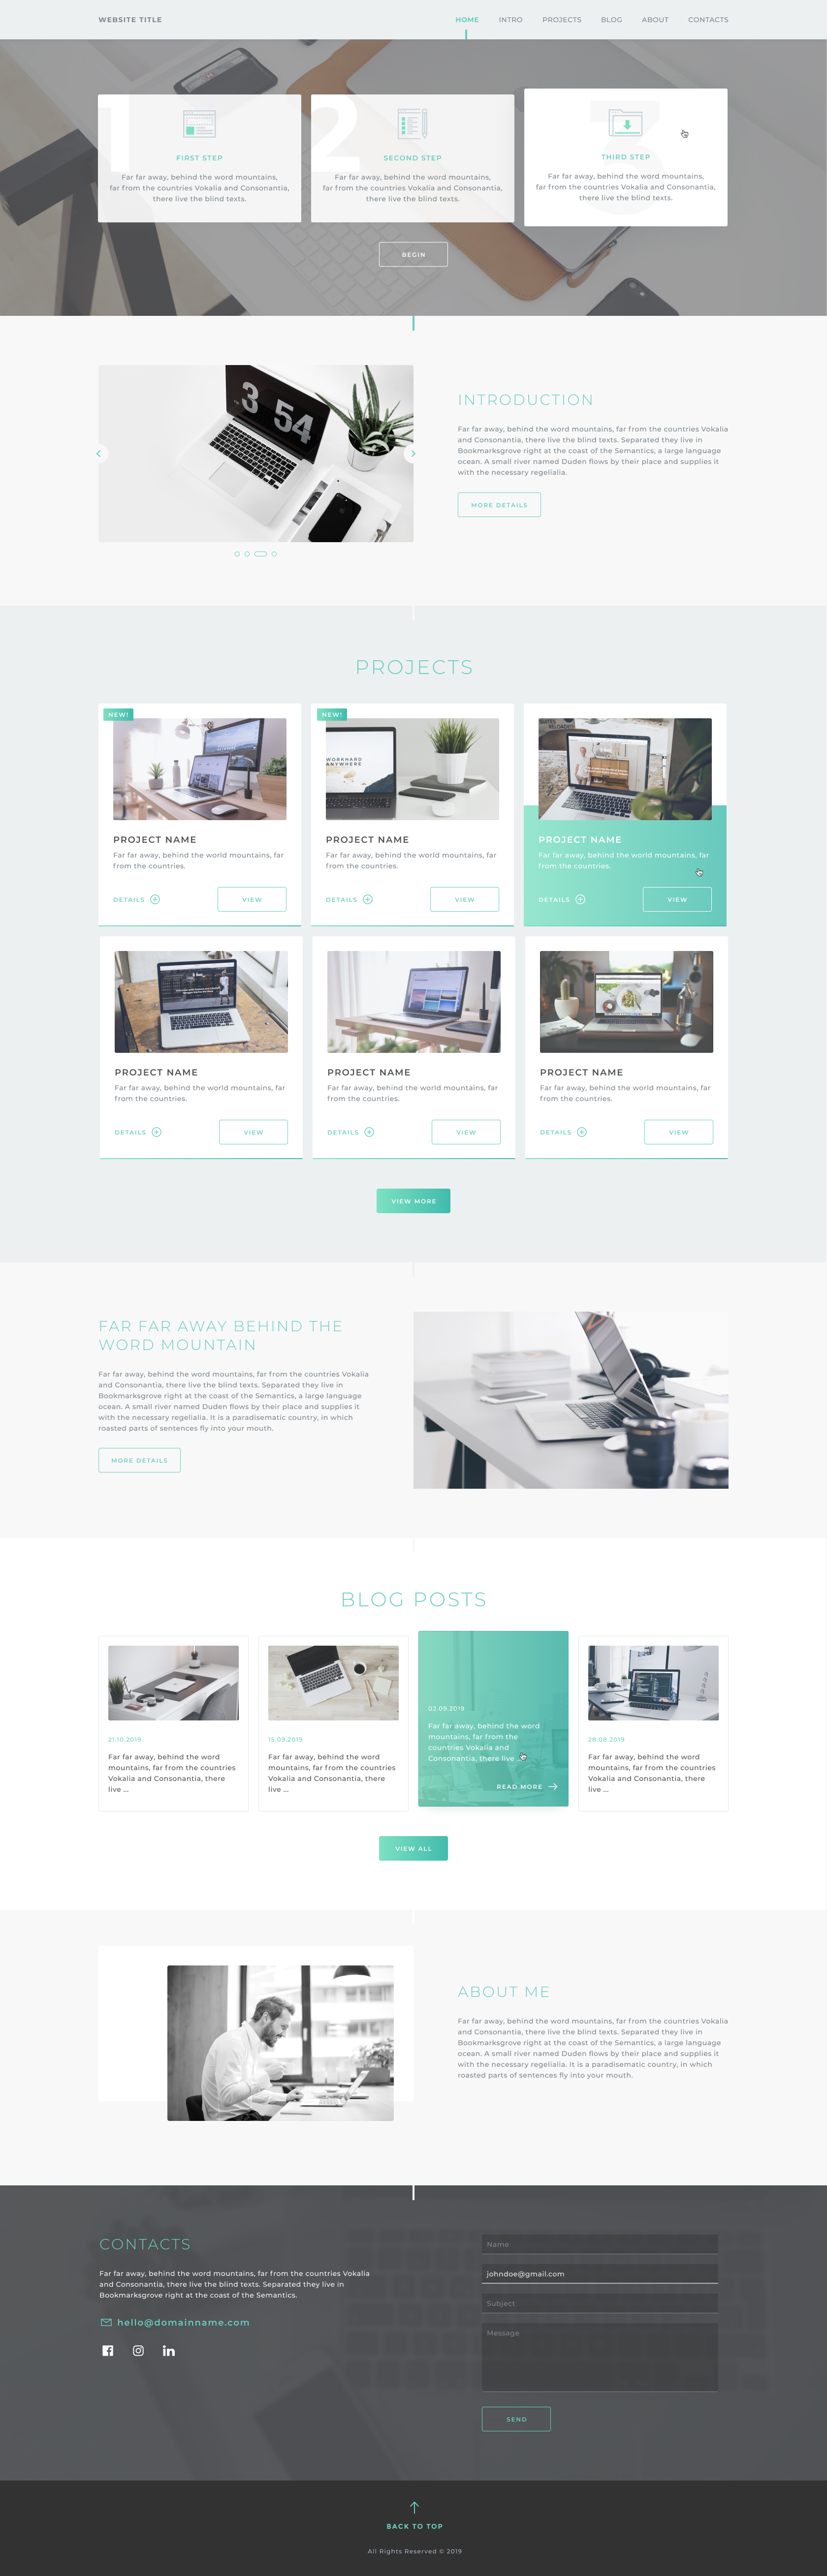 WEBSITE TITLE
HOME INTRO PROJECTS BLOG ABOUT CONTACTS
1
FIRST STEP
Far far away, behind the word mountains,
far from the countries Vokalia and Consonantia,
there live the blind texts.
2
SECOND STEP
Far far away, behind the word mountains,
far from the countries Vokalia and Consonantia,
there live the blind texts.
3
THIRD STEP
Far far away, behind the word mountains,
far from the countries Vokalia and Consonantia,
there live the blind texts.
BEGIN
3 54
INTRODUCTION
Far far away, behind the word mountains, far from the countries Vokalia
and Consonantia, there live the blind texts. Separated they live in
Bookmarksgrove right at the coast of the Semantics, a large language
ocean. A small river named Duden flows by their place and supplies it
with the necessary regelialia.
MORE DETAILS
PROJECTS
NEW!
PROJECT NAME
Far far away, behind the world mountains, far
from the countries.
DETAILS
VIEW
NEW!
WORKHARD
ANYWHERE
PROJECT NAME
Far far away, behind the world mountains, far
from the countries.
DETAILS
VIEW
PROJECT NAME
Far far away, behind the world mountains, far
from the countries.
DETAILS
VIEW
PROJECT NAME
Far far away, behind the world mountains, far
from the countries.
DETAILS
VIEW
PROJECT NAME
Far far away, behind the world mountains, far
from the countries.
DETAILS
VIEW
PROJECT NAME
Far far away, behind the world mountains, far
from the countries.
DETAILS
VIEW
VIEW MORE
FAR FAR AWAY BEHIND THE
WORD MOUNTAIN
Far far away, behind the word mountains, far from the countries Vokalia
and Consonantia, there live the blind texts. Separated they live in
Bookmarksgrove right at the coast of the Semantics, a large language
ocean. A small river named Duden flows by their place and supplies it
with the necessary regelialia. It is a paradisematic country, in which
roasted parts of sentences fly into your mouth.
MORE DETAILS
BLOG POSTS
21.10.2019
Far far away, behind the word
mountains, far from the countries
Vokalia and Consonantia, there
live ...
15.09.2019
Far far away, behind the word
mountains, far from the countries
Vokalia and Consonantia, there
live ...
02.09.2019
Far far away, behind the word
mountains, far from the
countries Vokalia and
Consonantia, there live ...
READ MORE
28.08.2019
Far far away, behind the word
mountains, far from the countries
Vokalia and Consonantia, there
live ...
VIEW ALL
ABOUT ME
Far far away, behind the word mountains, far from the countries Vokalia
and Consonantia, there live the blind texts. Separated they live in
Bookmarksgrove right at the coast of the Semantics, a large language
ocean. A small river named Duden flows by their place and supplies it
with the necessary regelialia. It is a paradisematic country, in which
roasted parts of sentences fly into your mouth.
CONTACTS
Far far away, behind the word mountains, far from the countries Vokalia
and Consonantia, there live the blind texts. Separated they live in
Bookmarksgrove right at the coast of the Semantics.
hello@domainname.com
Name
johndoe@gmail.com
Subject
Message
SEND
BACK TO TOP
All Rights Reserved © 2019